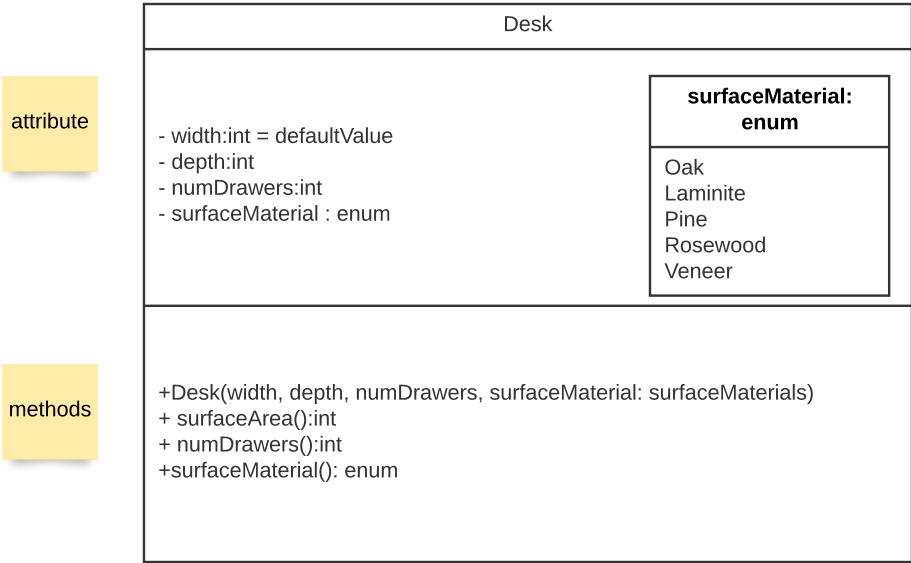 Desk
attribute
- width:int = defaultValue
- depth:int
- numDrawers:int
- surfaceMaterial : enum
surfaceMaterial:
enum
Oak
Laminite
Pine
Rosewood
Veneer
methods
+Desk(width, depth, numDrawers, surfaceMaterial: surfaceMaterials)
+ surfaceArea():int
+ numDrawers():int
+surfaceMaterial(): enum